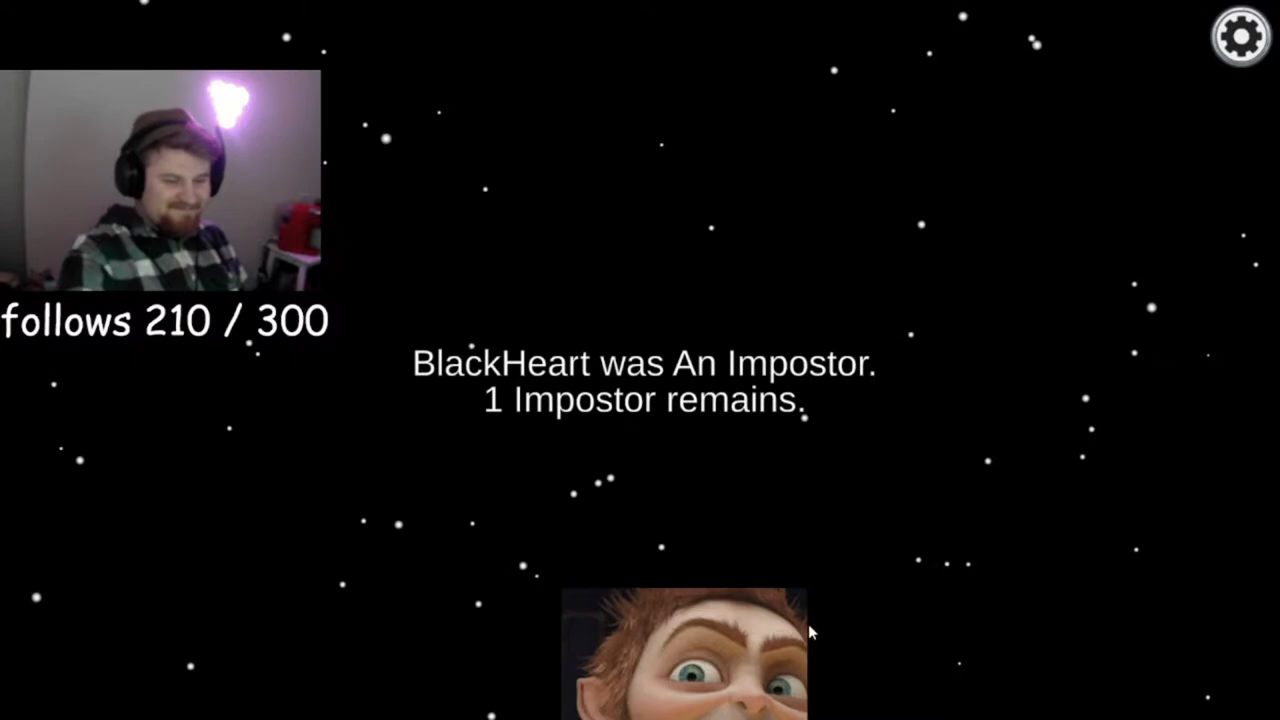 follows 210 / 300
BlackHeart was An Impostor.
1 Impostor remains.